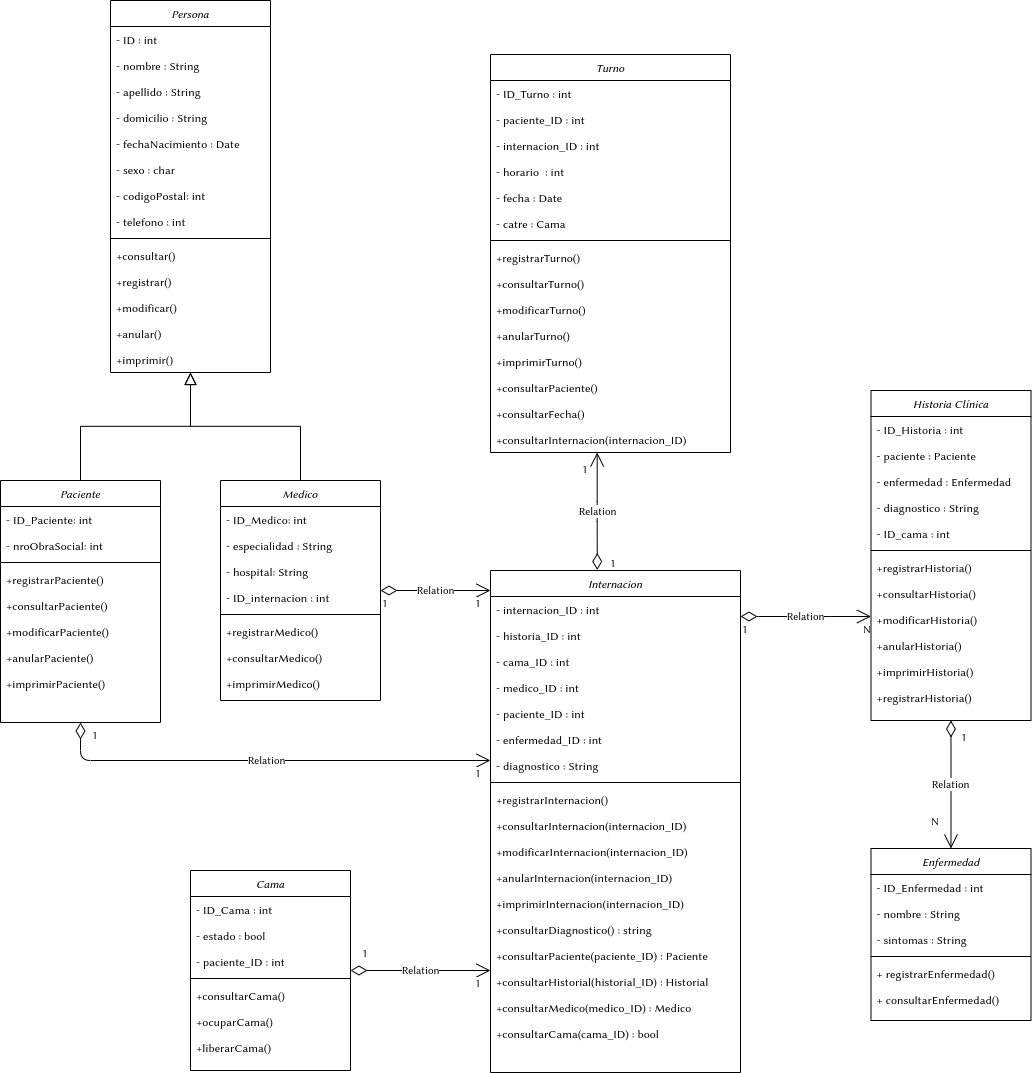 Persona
- ID : int
- nombre : String
- apellido : String
- domicilio : String
- fechaNacimiento : Date
- sexo : char
- codigoPostal: int
- telefono : int
+consultar()
+registrar()
+modificar()
+anular()
+imprimir()
Turno
- ID_Turno : int
- paciente_ID : int
- internacion_ID : int
- horario : int
- fecha : Date
- catre : Cama
+registrarTurno()
+consultarTurno()
+modificarTurno()
+anularTurno()
+imprimirTurno()
+consultarPaciente()
+consultarFecha()
+consultarInternacion(internacion_ID)
1
Relation
1
Historia Clínica
- ID_Historia : int
- paciente : Paciente
- enfermedad : Enfermedad
- diagnostico : String
- ID_cama : int
+registrarHistoria()
+consultarHistoria()
+modificarHistoria()
+anularHistoria()
+imprimirHistoria()
+registrarHistoria()
Paciente
- ID_Paciente: int
- nroObraSocial: int
+registrarPaciente()
+consultarPaciente()
+modificarPaciente()
+anularPaciente()
+imprimirPaciente()
1
Relation
1
Medico
- ID_Medico: int
- especialidad : String
- hospital: String
- ID_internacion : int
+registrarMedico()
+consultarMedico()
+imprimirMedico()
1
Relation
1
Internacion
- internacion_ID : int
- historia_ID : int
- cama_ID : int
- medico_ID : int
- paciente_ID : int
- enfermedad_ID : int
- diagnostico : String
+registrarInternacion()
+consultarInternacion(internacion_ID)
+modificarInternacion(internacion_ID)
+anularInternacion(internacion_ID)
+imprimirInternacion(internacion_ID)
+consultarDiagnostico() : string
+consultarPaciente(paciente_ID) : Paciente
+consultarHistorial(historial_ID) : Historial
+consultarMedico(medico_ID) : Medico
+consultarCama(cama_ID) : bool
1
Relation
N
1
Relation
N
Cama
- ID_Cama : int
- estado : bool
- paciente_ID : int
+consultarCama()
+ocuparCama()
+liberarCama()
1
Relation
1
Enfermedad
- ID_Enfermedad : int
- nombre : String
- sintomas : String
+ registrarEnfermedad()
+ consultarEnfermedad()